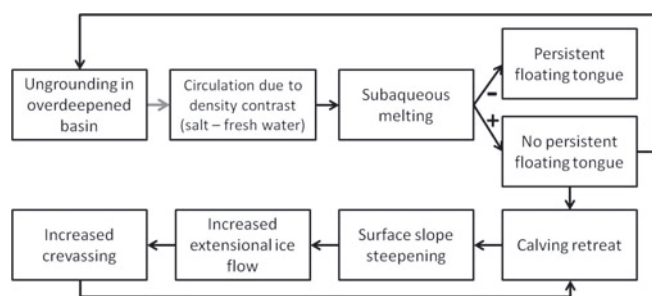 Ungrounding in
overdeepened
basin
Circulation due to
density contrast
(salt – fresh water)
Subaqueous
melting
-
+
Persistent
floating tongue
No persistent
floating tongue
Increased
crevassing
Increased
extensional ice
flow
Surface slope
steepening
Calving retreat